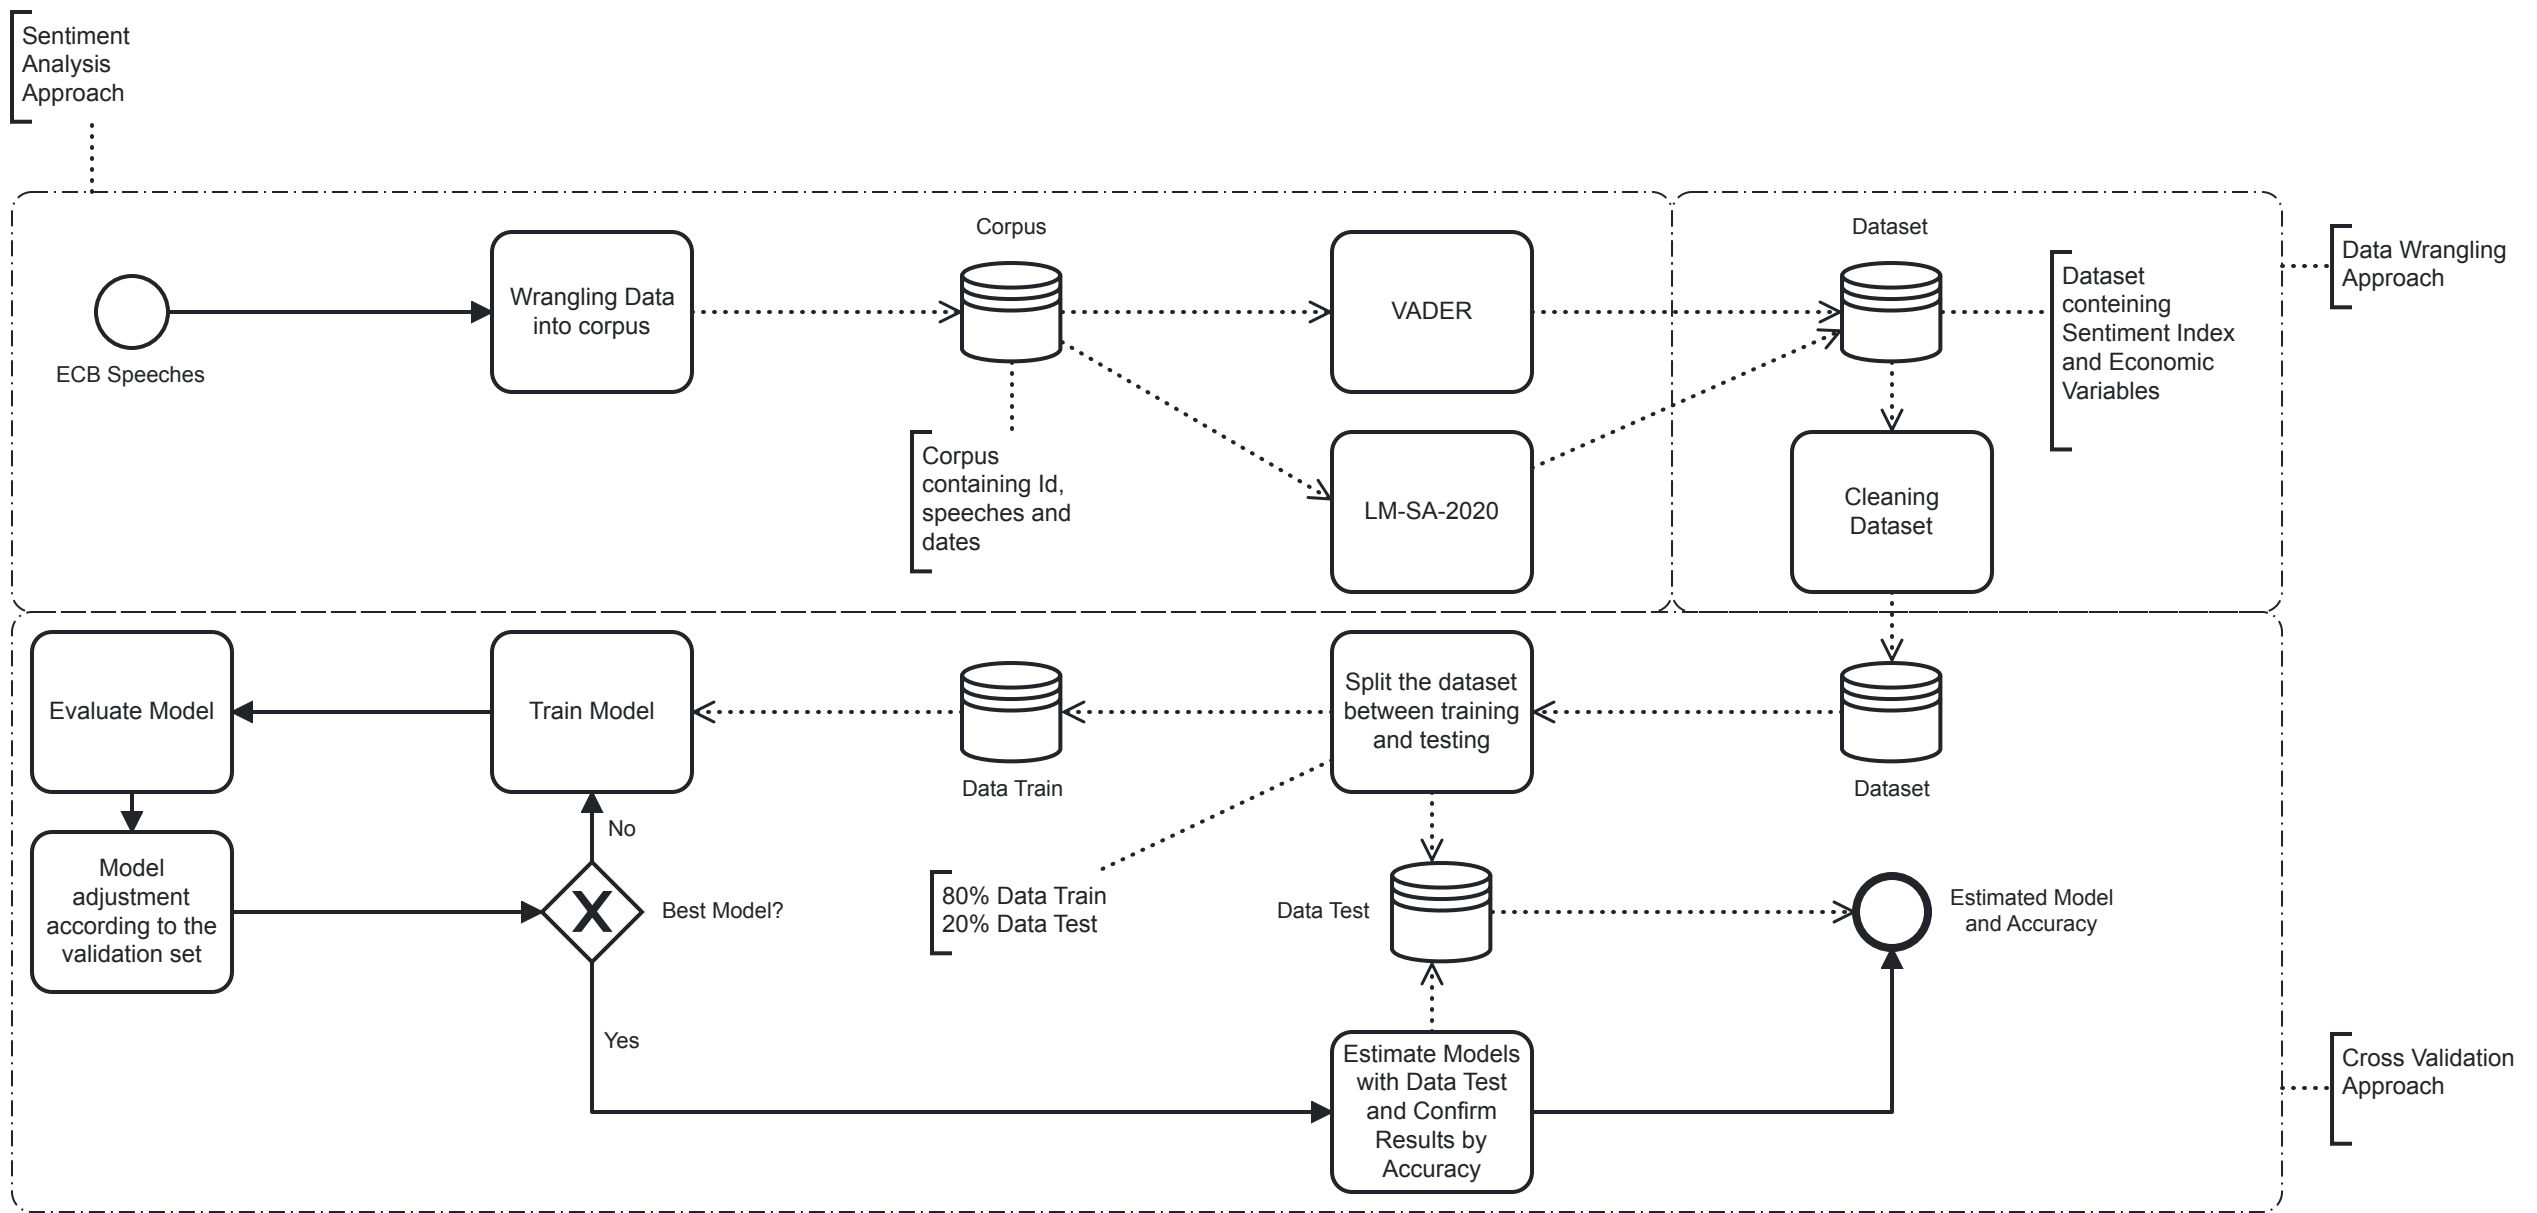 Sentiment
Analysis
Approach
Corpus
Dataset
Data Wrangling
Approach
Wrangling Data
into corpus
VADER
Dataset
conteining
Sentiment Index
and Economic
Variables
ECB Speeches
Corpus
containing Id,
speeches and
dates
LM-SA-2020
Cleaning
Dataset
Evaluate Model
Train Model
Data Train
Split the dataset
between training
and testing
Dataset
No
Model
adjustment
according to the
validation set
X
Best Model?
80% Data Train
20% Data Test
Data Test
Estimated Model
and Accuracy
Yes
Estimate Models
with Data Test
and Confirm
Results by
Accuracy
Cross Validation
Approach